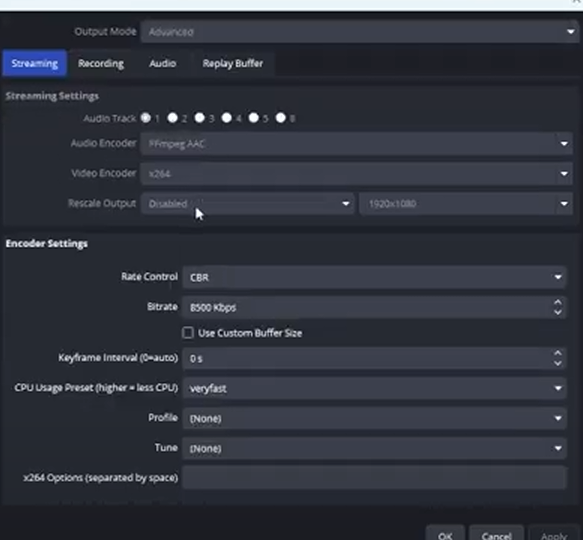 Output Mode Advanced
Streaming Recording Audio Replay Buffer
Streaming Settings
Audio Track 1 2 3 4 5 6
Audio Encoder FFmpeg AAC
Video Encoder x264
Rescale Output Disabled 1920x1080
Encoder Settings
Rate Control CBR
Bitrate 8500 Kbps
Use Custom Buffer Size
Keyframe Interval (0=auto) 0 s
CPU Usage Preset (higher = less CPU) veryfast
Profile (None)
Tune (None)
x264 Options (separated by space)
OK Cancel Apply